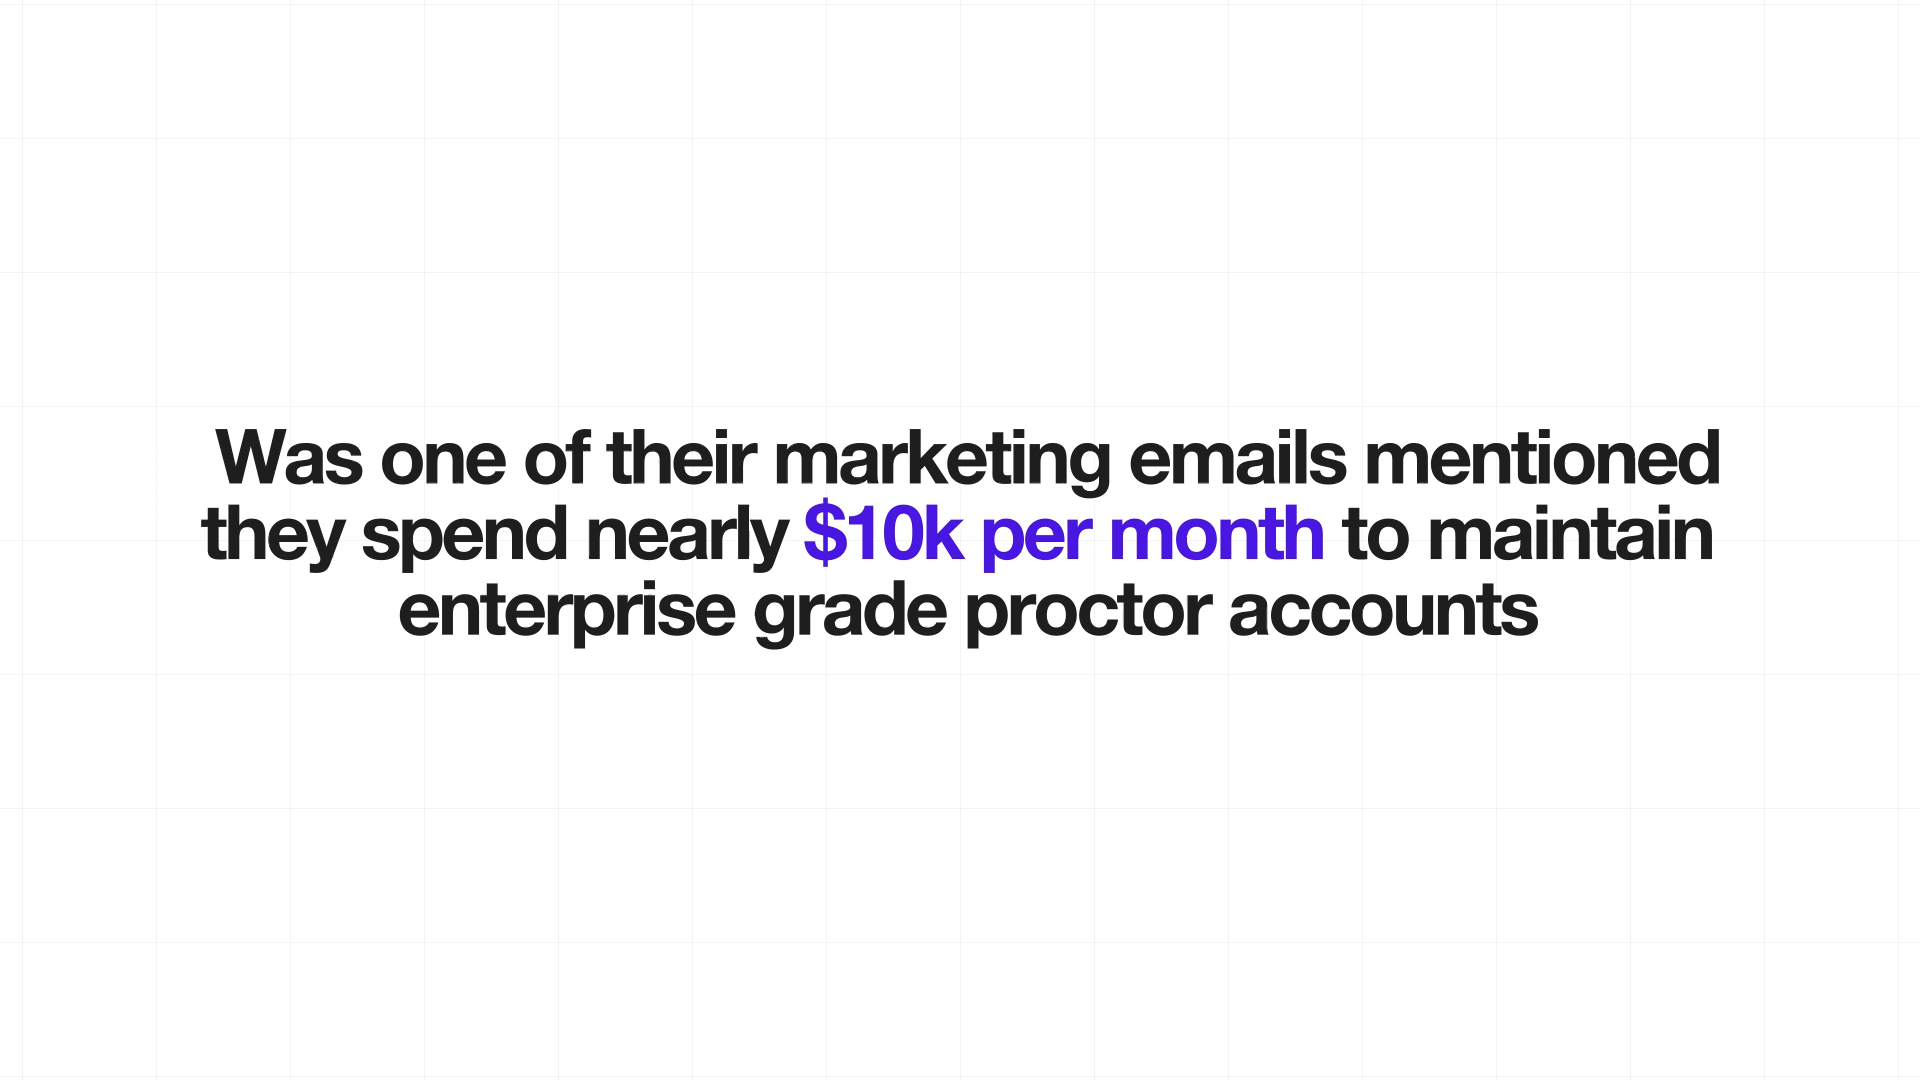 Was one of their marketing emails mentioned
they spend nearly $10k per month to maintain
enterprise grade proctor accounts